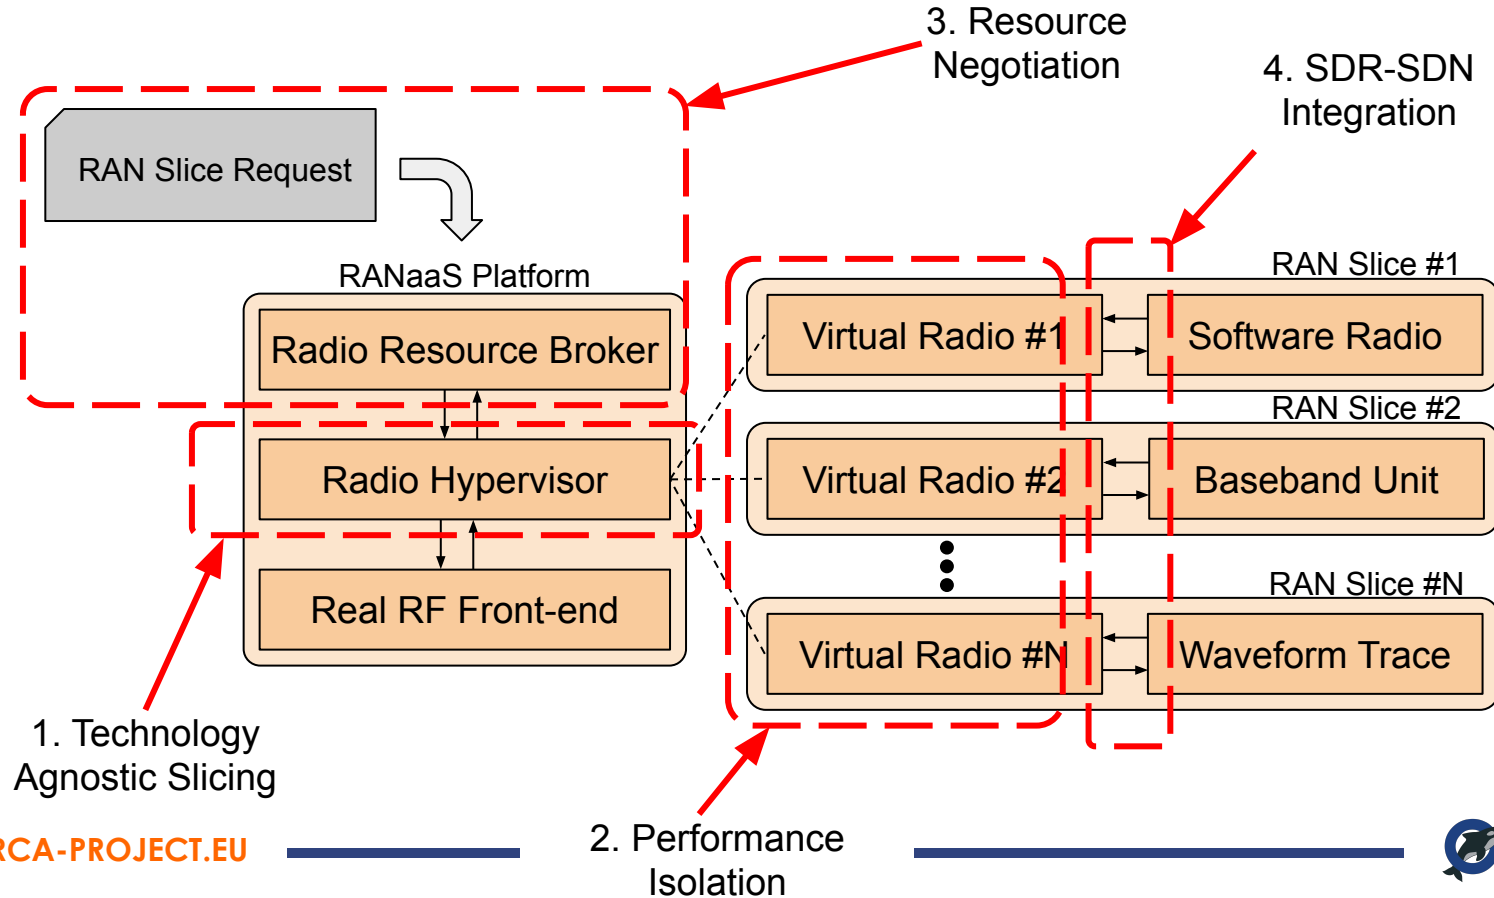 3. Resource
Negotiation
4. SDR-SDN
Integration
RAN Slice Request
RANaaS Platform
Radio Resource Broker
Radio Hypervisor
Real RF Front-end
RAN Slice #1
Virtual Radio #1
Software Radio
RAN Slice #2
Virtual Radio #2
Baseband Unit
RAN Slice #N
Virtual Radio #N
Waveform Trace
1. Technology
Agnostic Slicing
2. Performance
Isolation
RCA-PROJECT.EU